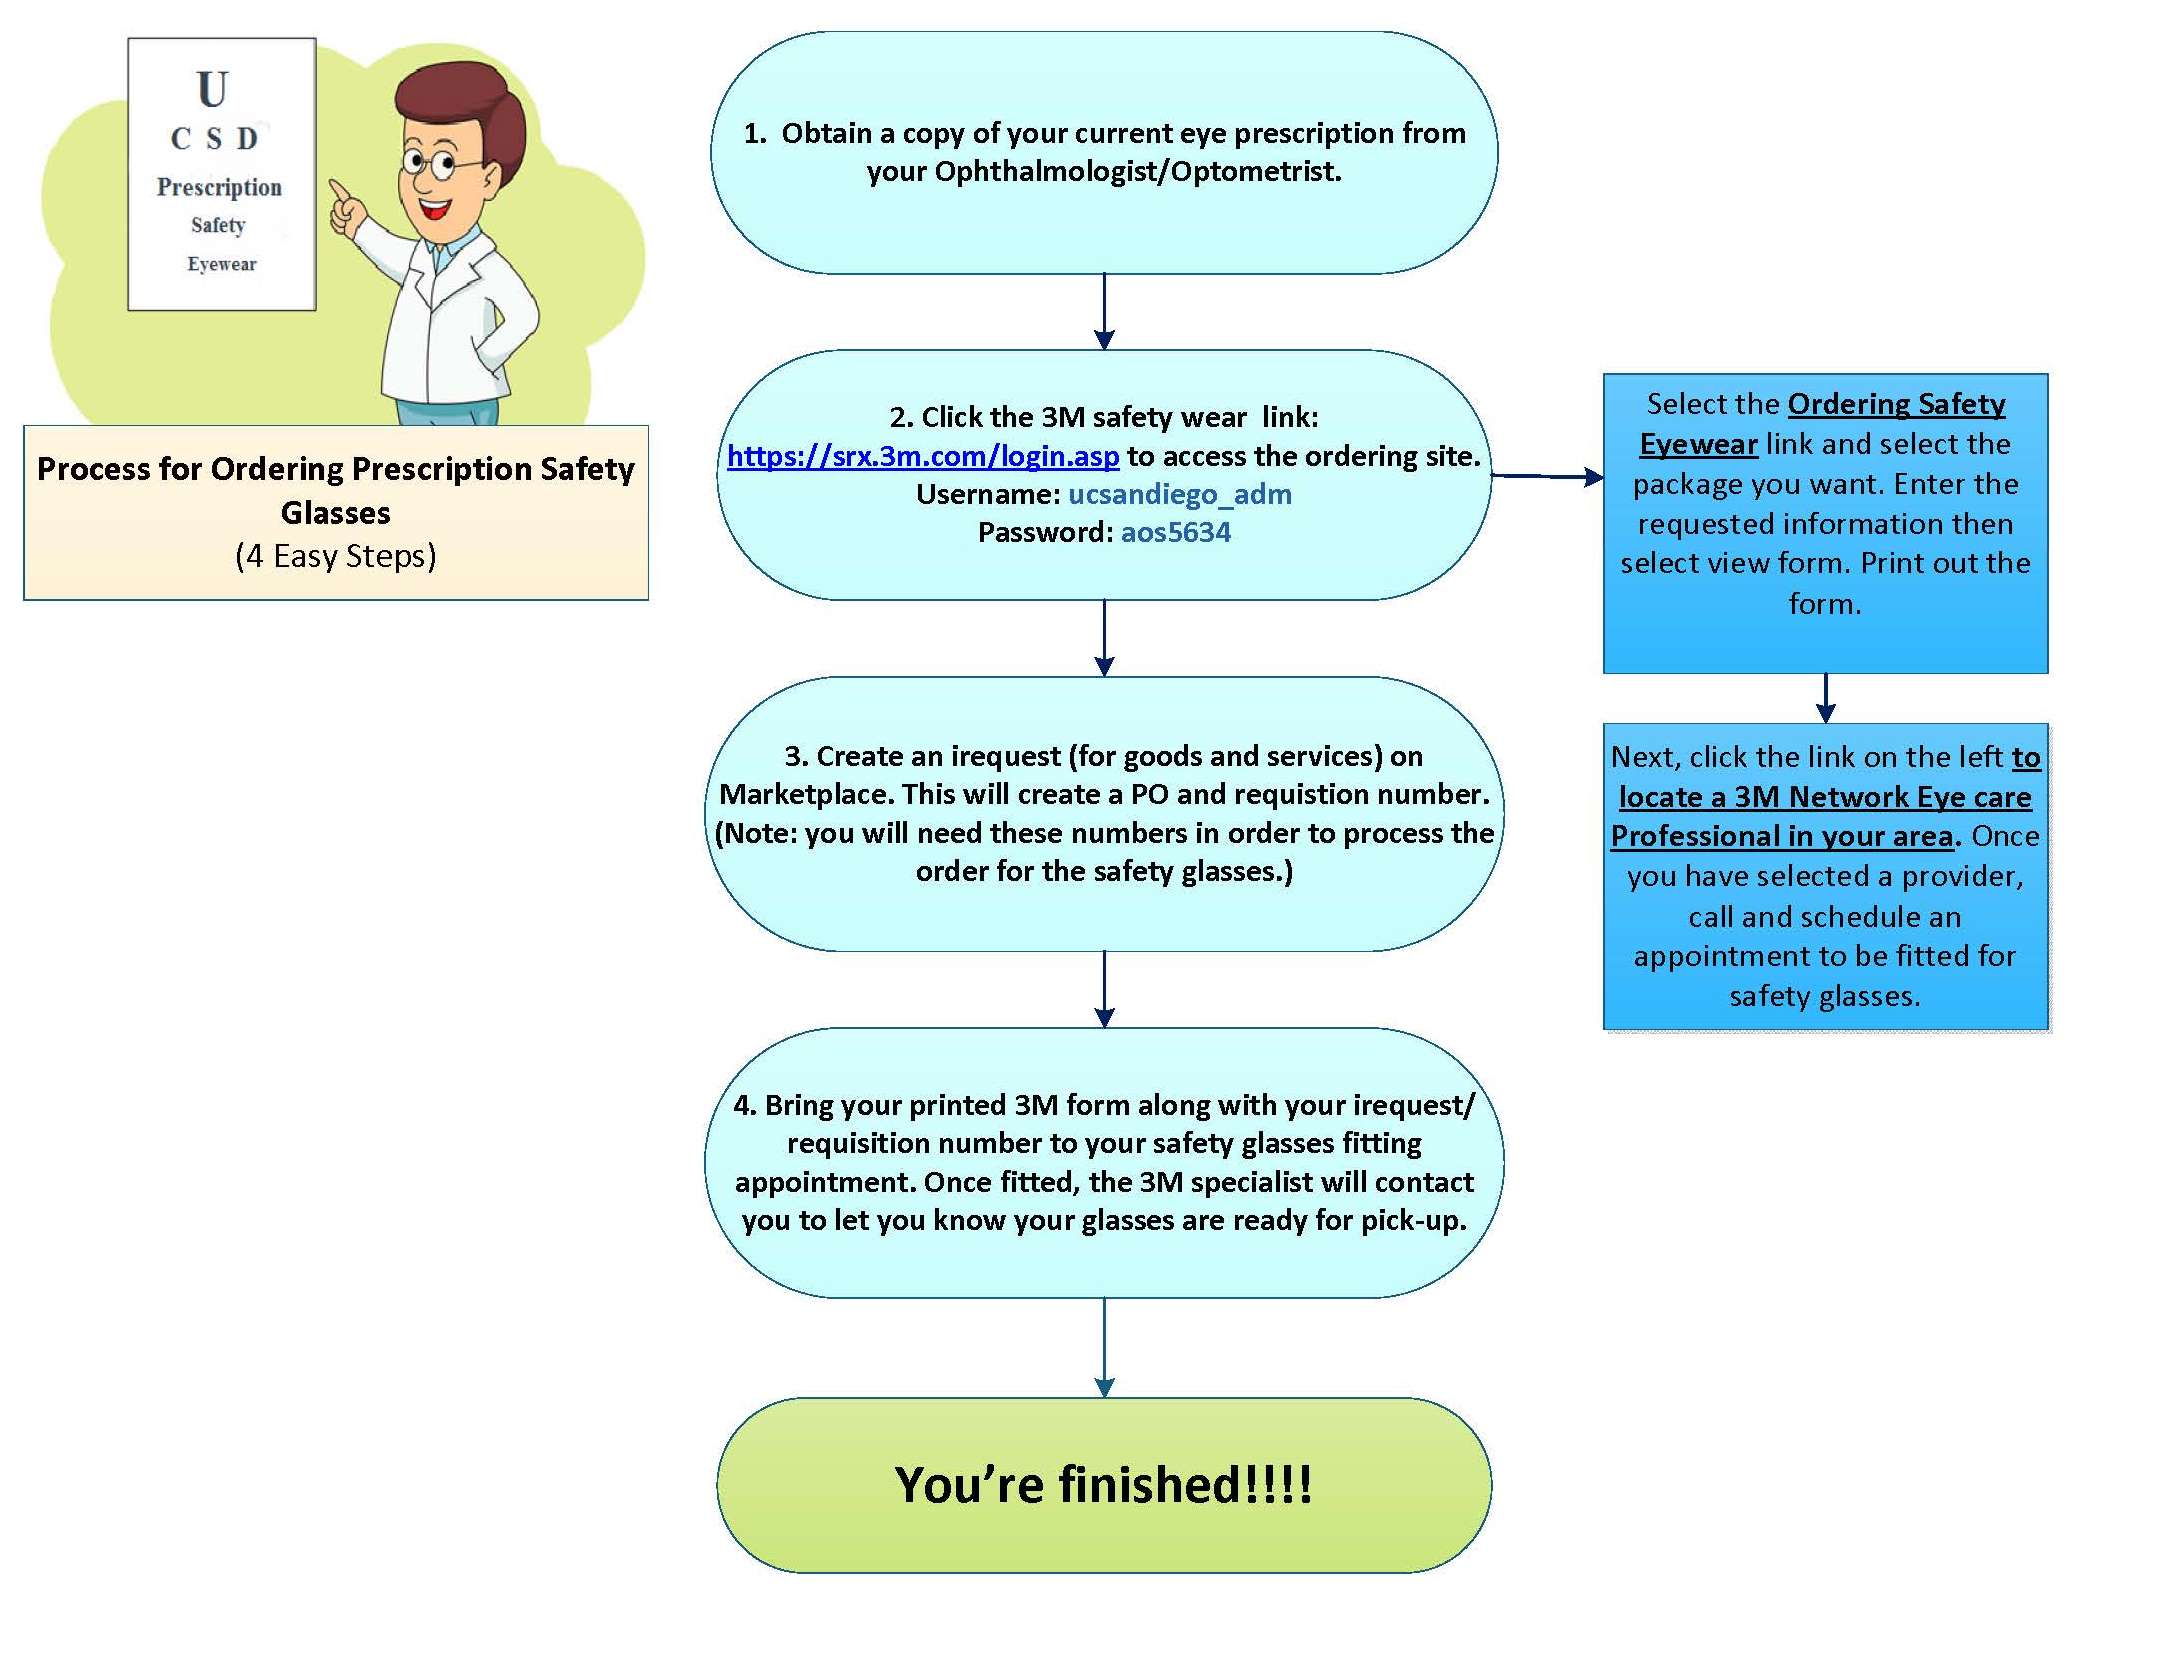 U
C S D
Prescription
Safety
Eyewear
Process for Ordering Prescription Safety
Glasses
(4 Easy Steps)
1. Obtain a copy of your current eye prescription from
your Ophthalmologist/Optometrist.
2. Click the 3M safety wear link:
https://srx.3m.com/login.asp to access the ordering site.
Username: ucsandiego_adm
Password: aos5634
Select the Ordering Safety
Eyewear link and select the
package you want. Enter the
requested information then
select view form. Print out the
form.
Next, click the link on the left to
locate a 3M Network Eye care
Professional in your area. Once
you have selected a provider,
call and schedule an
appointment to be fitted for
safety glasses.
3. Create an irequest (for goods and services) on
Marketplace. This will create a PO and requistion number.
(Note: you will need these numbers in order to process the
order for the safety glasses.)
4. Bring your printed 3M form along with your irequest/
requisition number to your safety glasses fitting
appointment. Once fitted, the 3M specialist will contact
you to let you know your glasses are ready for pick-up.
You’re finished!!!!